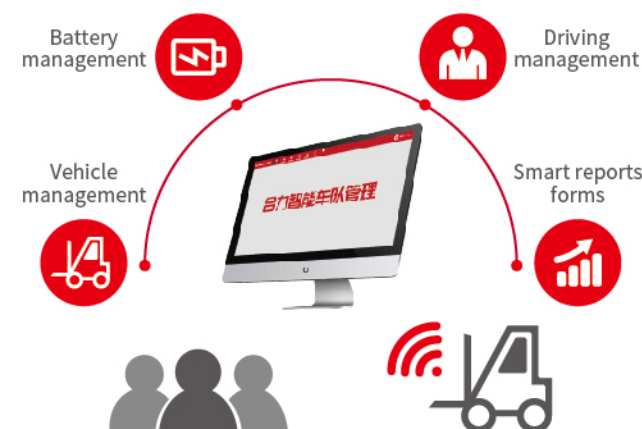 Battery
management
Driving
management
Vehicle
management
合力智能车队管理
Smart reports
forms